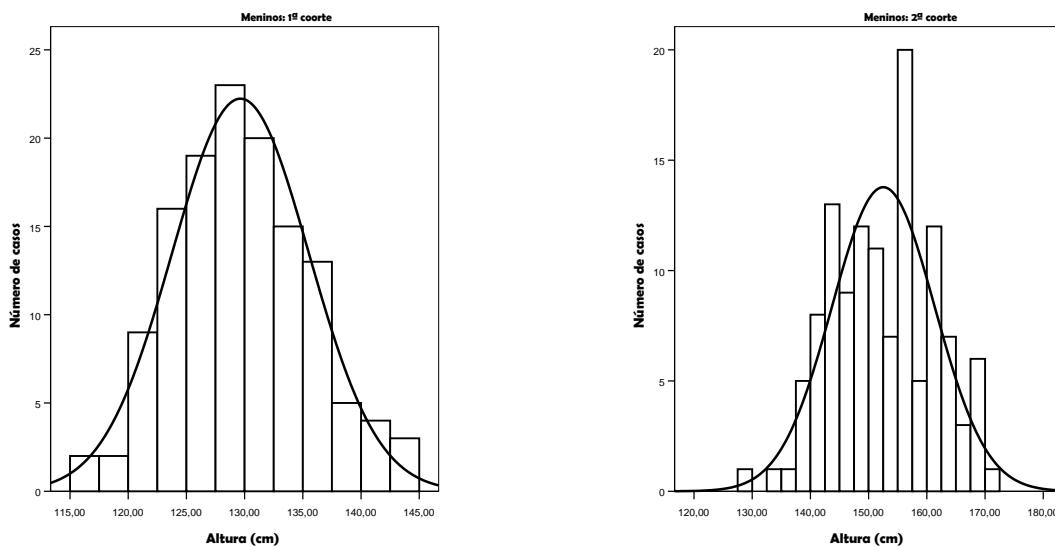 Meninos: 1ª coorte
Número de casos
25
20
15
10
5
0
115,00 120,00 125,00 130,00 135,00 140,00 145,00
Altura (cm)
Meninos: 2ª coorte
Número de casos
20
15
10
5
0
120,00 130,00 140,00 150,00 160,00 170,00 180,00
Altura (cm)